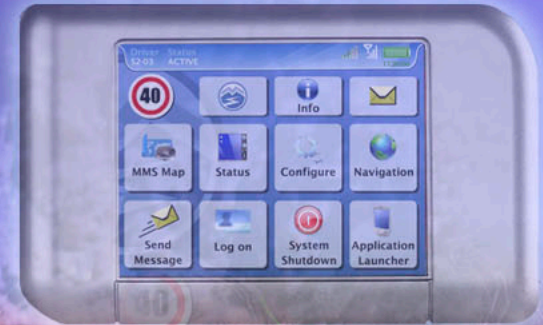 Driver Status
52-03 ACTIVE
40
Info
MMS Map
Status
Configure
Navigation
Send
Message
Log on
System
Shutdown
Application
Launcher